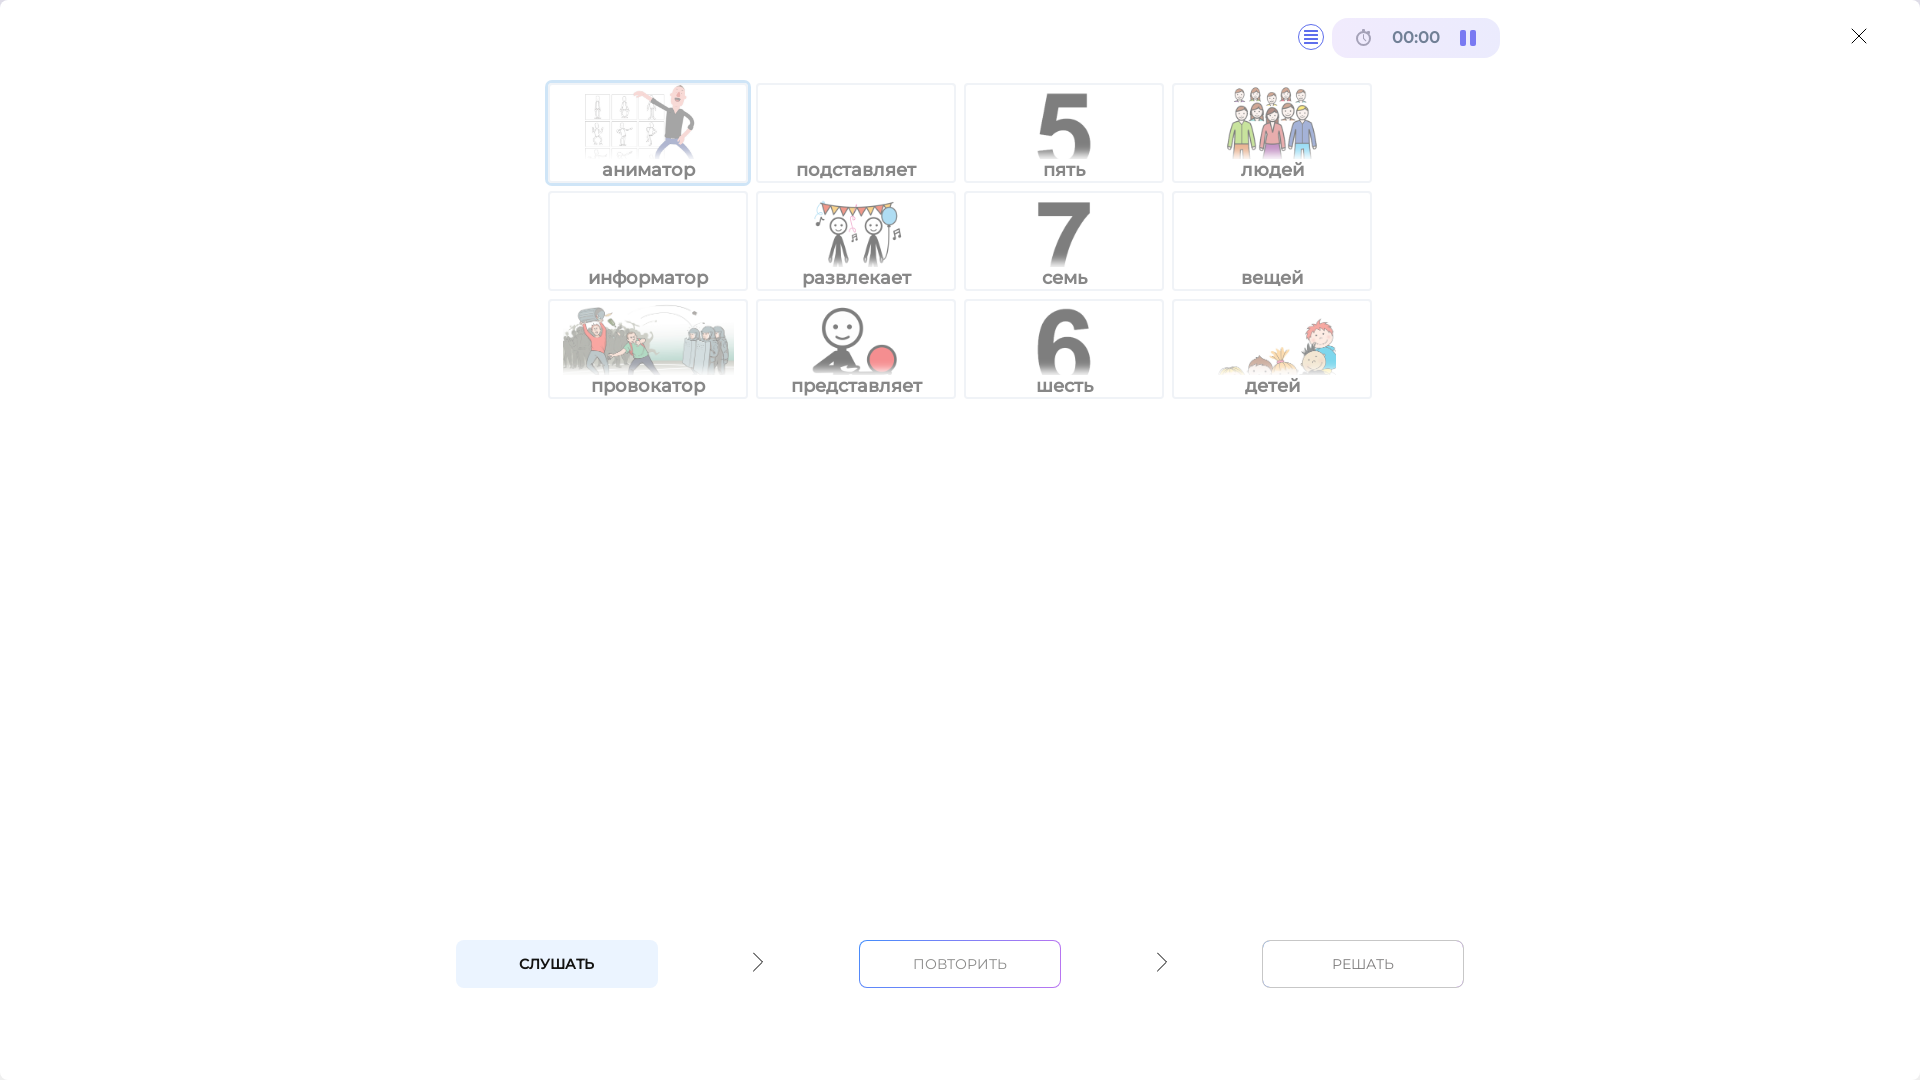 00:00
аниматор
подставляет
5
пять
людей
информатор
развлекает
7
семь
вещей
провокатор
представляет
6
шесть
детей
СЛУШАТЬ
ПОВТОРИТЬ
РЕШАТЬ